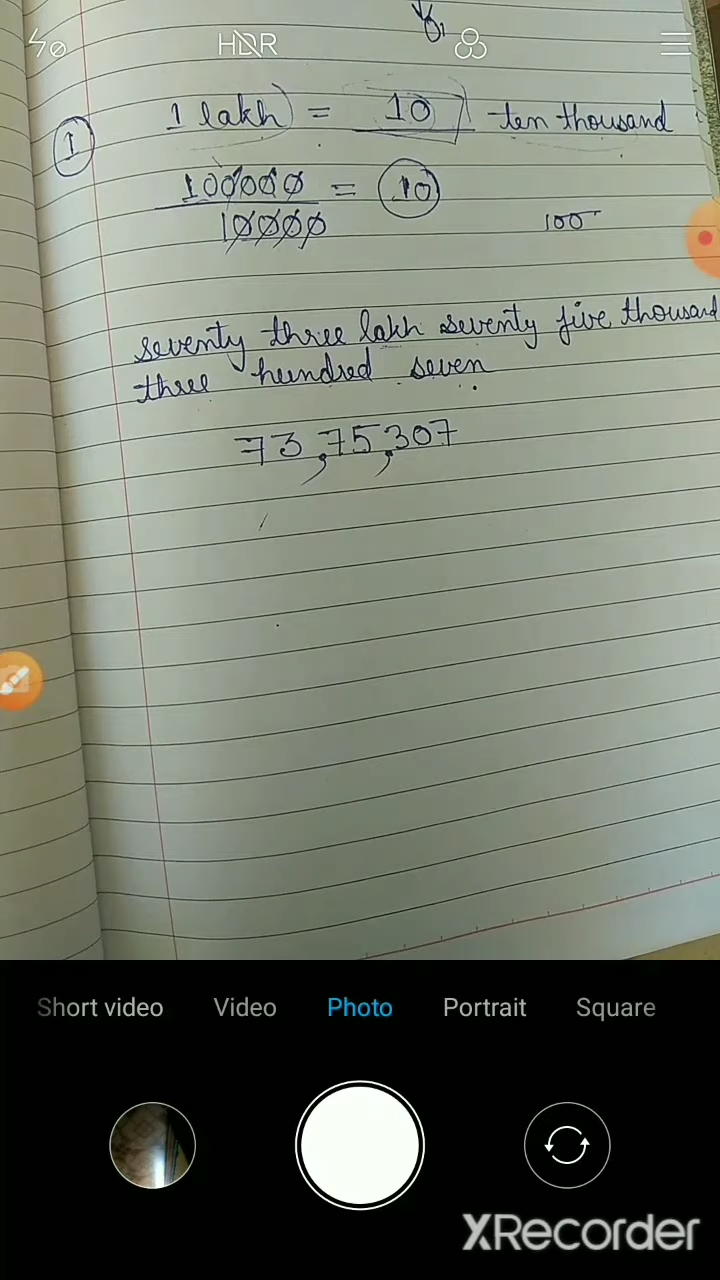 HDR
1 lakh = 10 ten thousand
1
100000 = 10
10000
100
seventy three lakh seventy five thousand
three hundred seven
73,75,307
Short video Video Photo Portrait Square
XRecorder